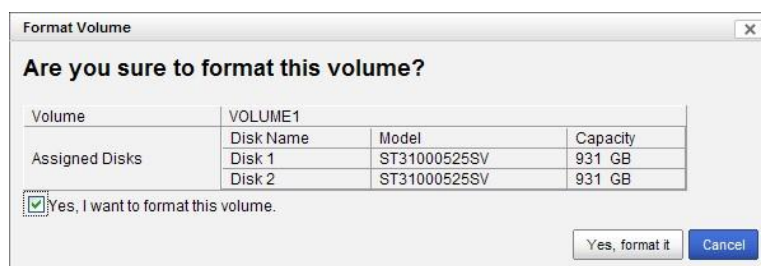 Format Volume
Are you sure to format this volume?
Volume VOLUME1
Assigned Disks
Disk Name Model Capacity
Disk 1 ST31000525SV 931 GB
Disk 2 ST31000525SV 931 GB
Yes, I want to format this volume.
Yes, format it Cancel